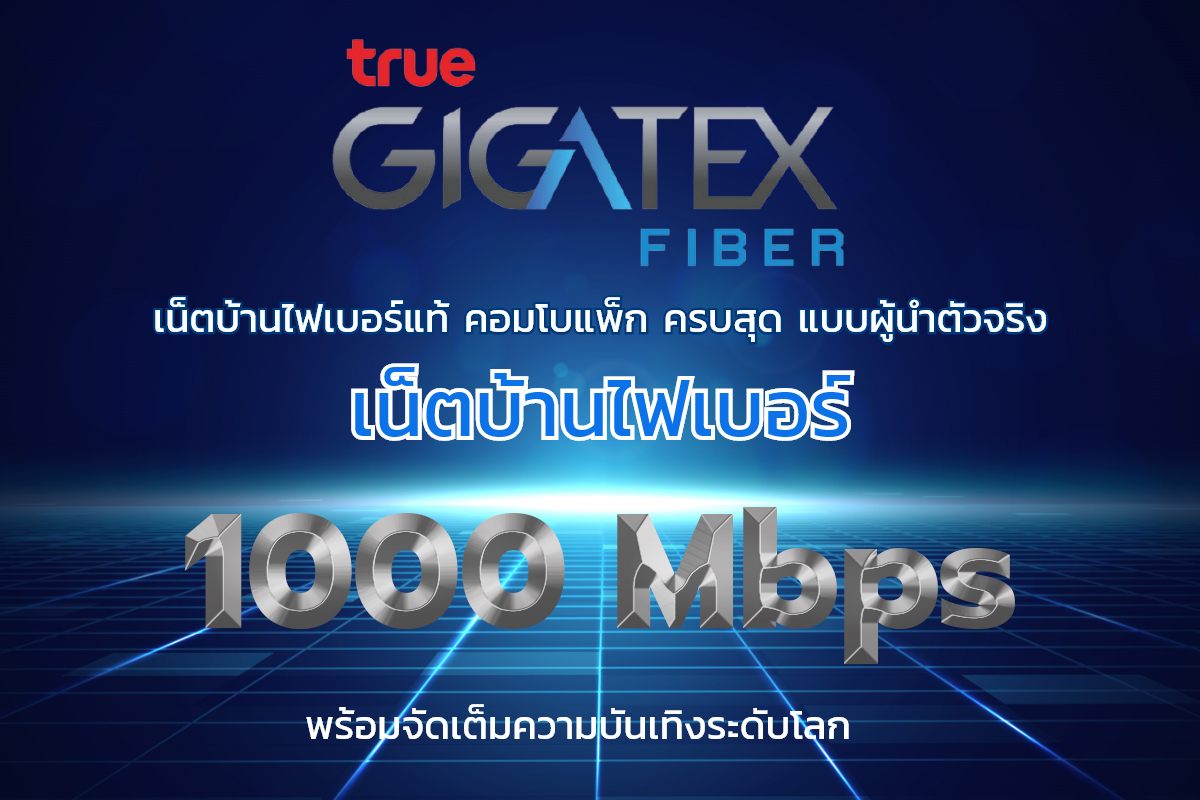 true
GIGATEX
FIBER
เน็ตบ้านไฟเบอร์แท้ คอมโบแพ็ก ครบสุด แบบผู้นำตัวจริง
เน็ตบ้านไฟเบอร์
1000 Mbps
พร้อมจัดเต็มความบันเทิงระดับโลก